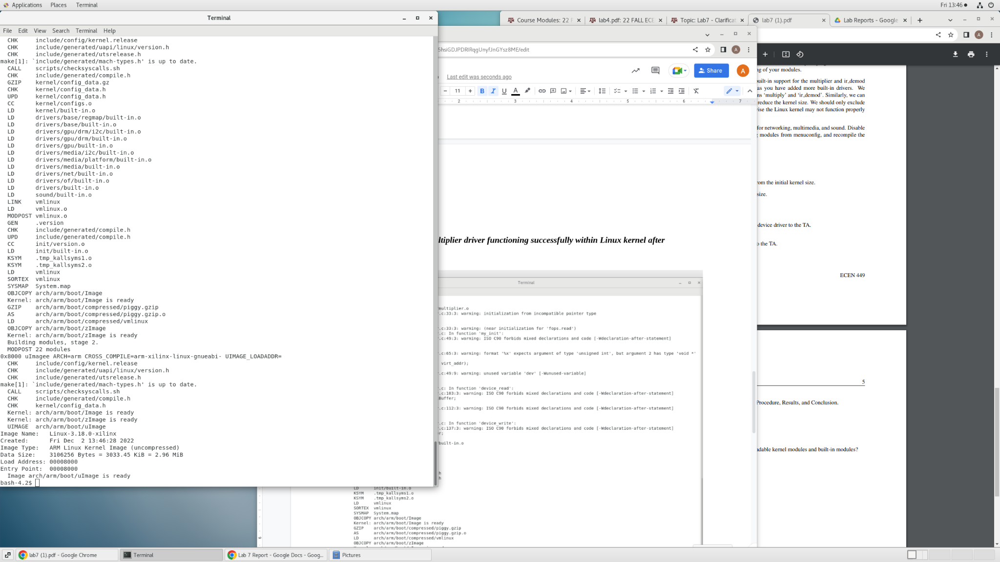 Applications Places Terminal
Fri 13:46
Terminal
File Edit View Search Terminal Help
CHK include/config/kernel.release
CHK include/generated/uapi/linux/version.h
CHK include/generated/utsrelease.h
make[1]: `include/generated/mach-types.h' is up to date.
CALL scripts/checksyscalls.sh
CHK include/generated/compile.h
GZIP kernel/config_data.gz
CHK kernel/config_data.h
UPD kernel/config_data.h
CC kernel/configs.o
LD kernel/built-in.o
LD drivers/base/regmap/built-in.o
LD drivers/base/built-in.o
LD drivers/gpu/drm/i2c/built-in.o
LD drivers/gpu/drm/built-in.o
LD drivers/gpu/built-in.o
LD drivers/media/i2c/built-in.o
LD drivers/media/platform/built-in.o
LD drivers/media/built-in.o
LD drivers/net/built-in.o
LD drivers/of/built-in.o
LD drivers/built-in.o
LD sound/built-in.o
LINK vmlinux
LD vmlinux.o
MODPOST vmlinux.o
GEN .version
CHK include/generated/compile.h
UPD include/generated/compile.h
CC init/version.o
LD init/built-in.o
KSYM .tmp_kallsyms1.o
KSYM .tmp_kallsyms2.o
LD vmlinux
SORTEX vmlinux
SYSMAP System.map
OBJCOPY arch/arm/boot/Image
Kernel: arch/arm/boot/Image is ready
GZIP arch/arm/boot/compressed/piggy.gzip
AS arch/arm/boot/compressed/piggy.gzip.o
LD arch/arm/boot/compressed/vmlinux
OBJCOPY arch/arm/boot/zImage
Kernel: arch/arm/boot/zImage is ready
Building modules, stage 2.
MODPOST 22 modules
0x8000 uImagee ARCH=arm CROSS_COMPILE=arm-xilinx-linux-gnueabi- UIMAGE_LOADADDR=
CHK include/config/kernel.release
CHK include/generated/uapi/linux/version.h
CHK include/generated/utsrelease.h
make[1]: `include/generated/mach-types.h' is up to date.
CALL scripts/checksyscalls.sh
CHK include/generated/compile.h
CHK kernel/config_data.h
Kernel: arch/arm/boot/Image is ready
Kernel: arch/arm/boot/zImage is ready
UIMAGE arch/arm/boot/uImage
Image Name: Linux-3.18.0-xilinx
Created: Fri Dec 2 13:46:28 2022
Image Type: ARM Linux Kernel Image (uncompressed)
Data Size: 3106256 Bytes = 3033.45 KiB = 2.96 MiB
Load Address: 00008000
Entry Point: 00008000
Image arch/arm/boot/uImage is ready
bash-4.2$
Course Modules: 22 F
lab4.pdf: 22 FALL ECE
Topic: Lab7 - Clarificat
lab7 (1).pdf
Lab Reports - Google
5hsiGDJPDRlRqgUnyfJnGYsz8ME/edit
A
A
Last edit was seconds ago
Share
A
11 B I U A
2 3 4 5 6 7
ltiplier driver functioning successfully within Linux kernel after
Terminal
multiplier.o
.c:33:3: warning: initialization from incompatible pointer type
.c:33:3: warning: (near initialization for 'fops.read')
.c: In function 'my_init':
.c:49:3: warning: ISO C90 forbids mixed declarations and code [-Wdeclaration-after-statement]
.c:65:3: warning: format '%x' expects argument of type 'unsigned int', but argument 2 has type 'void *'
virt_addr);
.c:49:9: warning: unused variable 'dev' [-Wunused-variable]
.c: In function 'device_read':
.c:103:3: warning: ISO C90 forbids mixed declarations and code [-Wdeclaration-after-statement]
Buffer;
.c:112:3: warning: ISO C90 forbids mixed declarations and code [-Wdeclaration-after-statement]
.c: In function 'device_write':
.c:137:3: warning: ISO C90 forbids mixed declarations and code [-Wdeclaration-after-statement]
r;
built-in.o
h
h
LD init/built-in.o
KSYM .tmp_kallsyms1.o
KSYM .tmp_kallsyms2.o
LD vmlinux
SORTEX vmlinux
SYSMAP System.map
OBJCOPY arch/arm/boot/Image
Kernel: arch/arm/boot/Image is ready
GZIP arch/arm/boot/compressed/piggy.gzip
AS arch/arm/boot/compressed/piggy.gzip.o
LD arch/arm/boot/compressed/vmlinux
OBJCOPY arch/arm/boot/zImage
ng of your modules.
built-in support for the multiplier and ir_demod
as you have added more built-in drivers. We
ns 'multiply' and 'ir_demod'. Similarly, we can
reduce the kernel size. We should only exclude
ise the Linux kernel may not function properly
for networking, multimedia, and sound. Disable
modules from menuconfig, and recompile the
rom the initial kernel size.
size.
device driver to the TA.
o the TA.
ECEN 449
5
Procedure, Results, and Conclusion.
adable kernel modules and built-in modules?
lab7 (1).pdf - Google Chrome
Terminal
Lab 7 Report - Google Docs - Goog...
Pictures